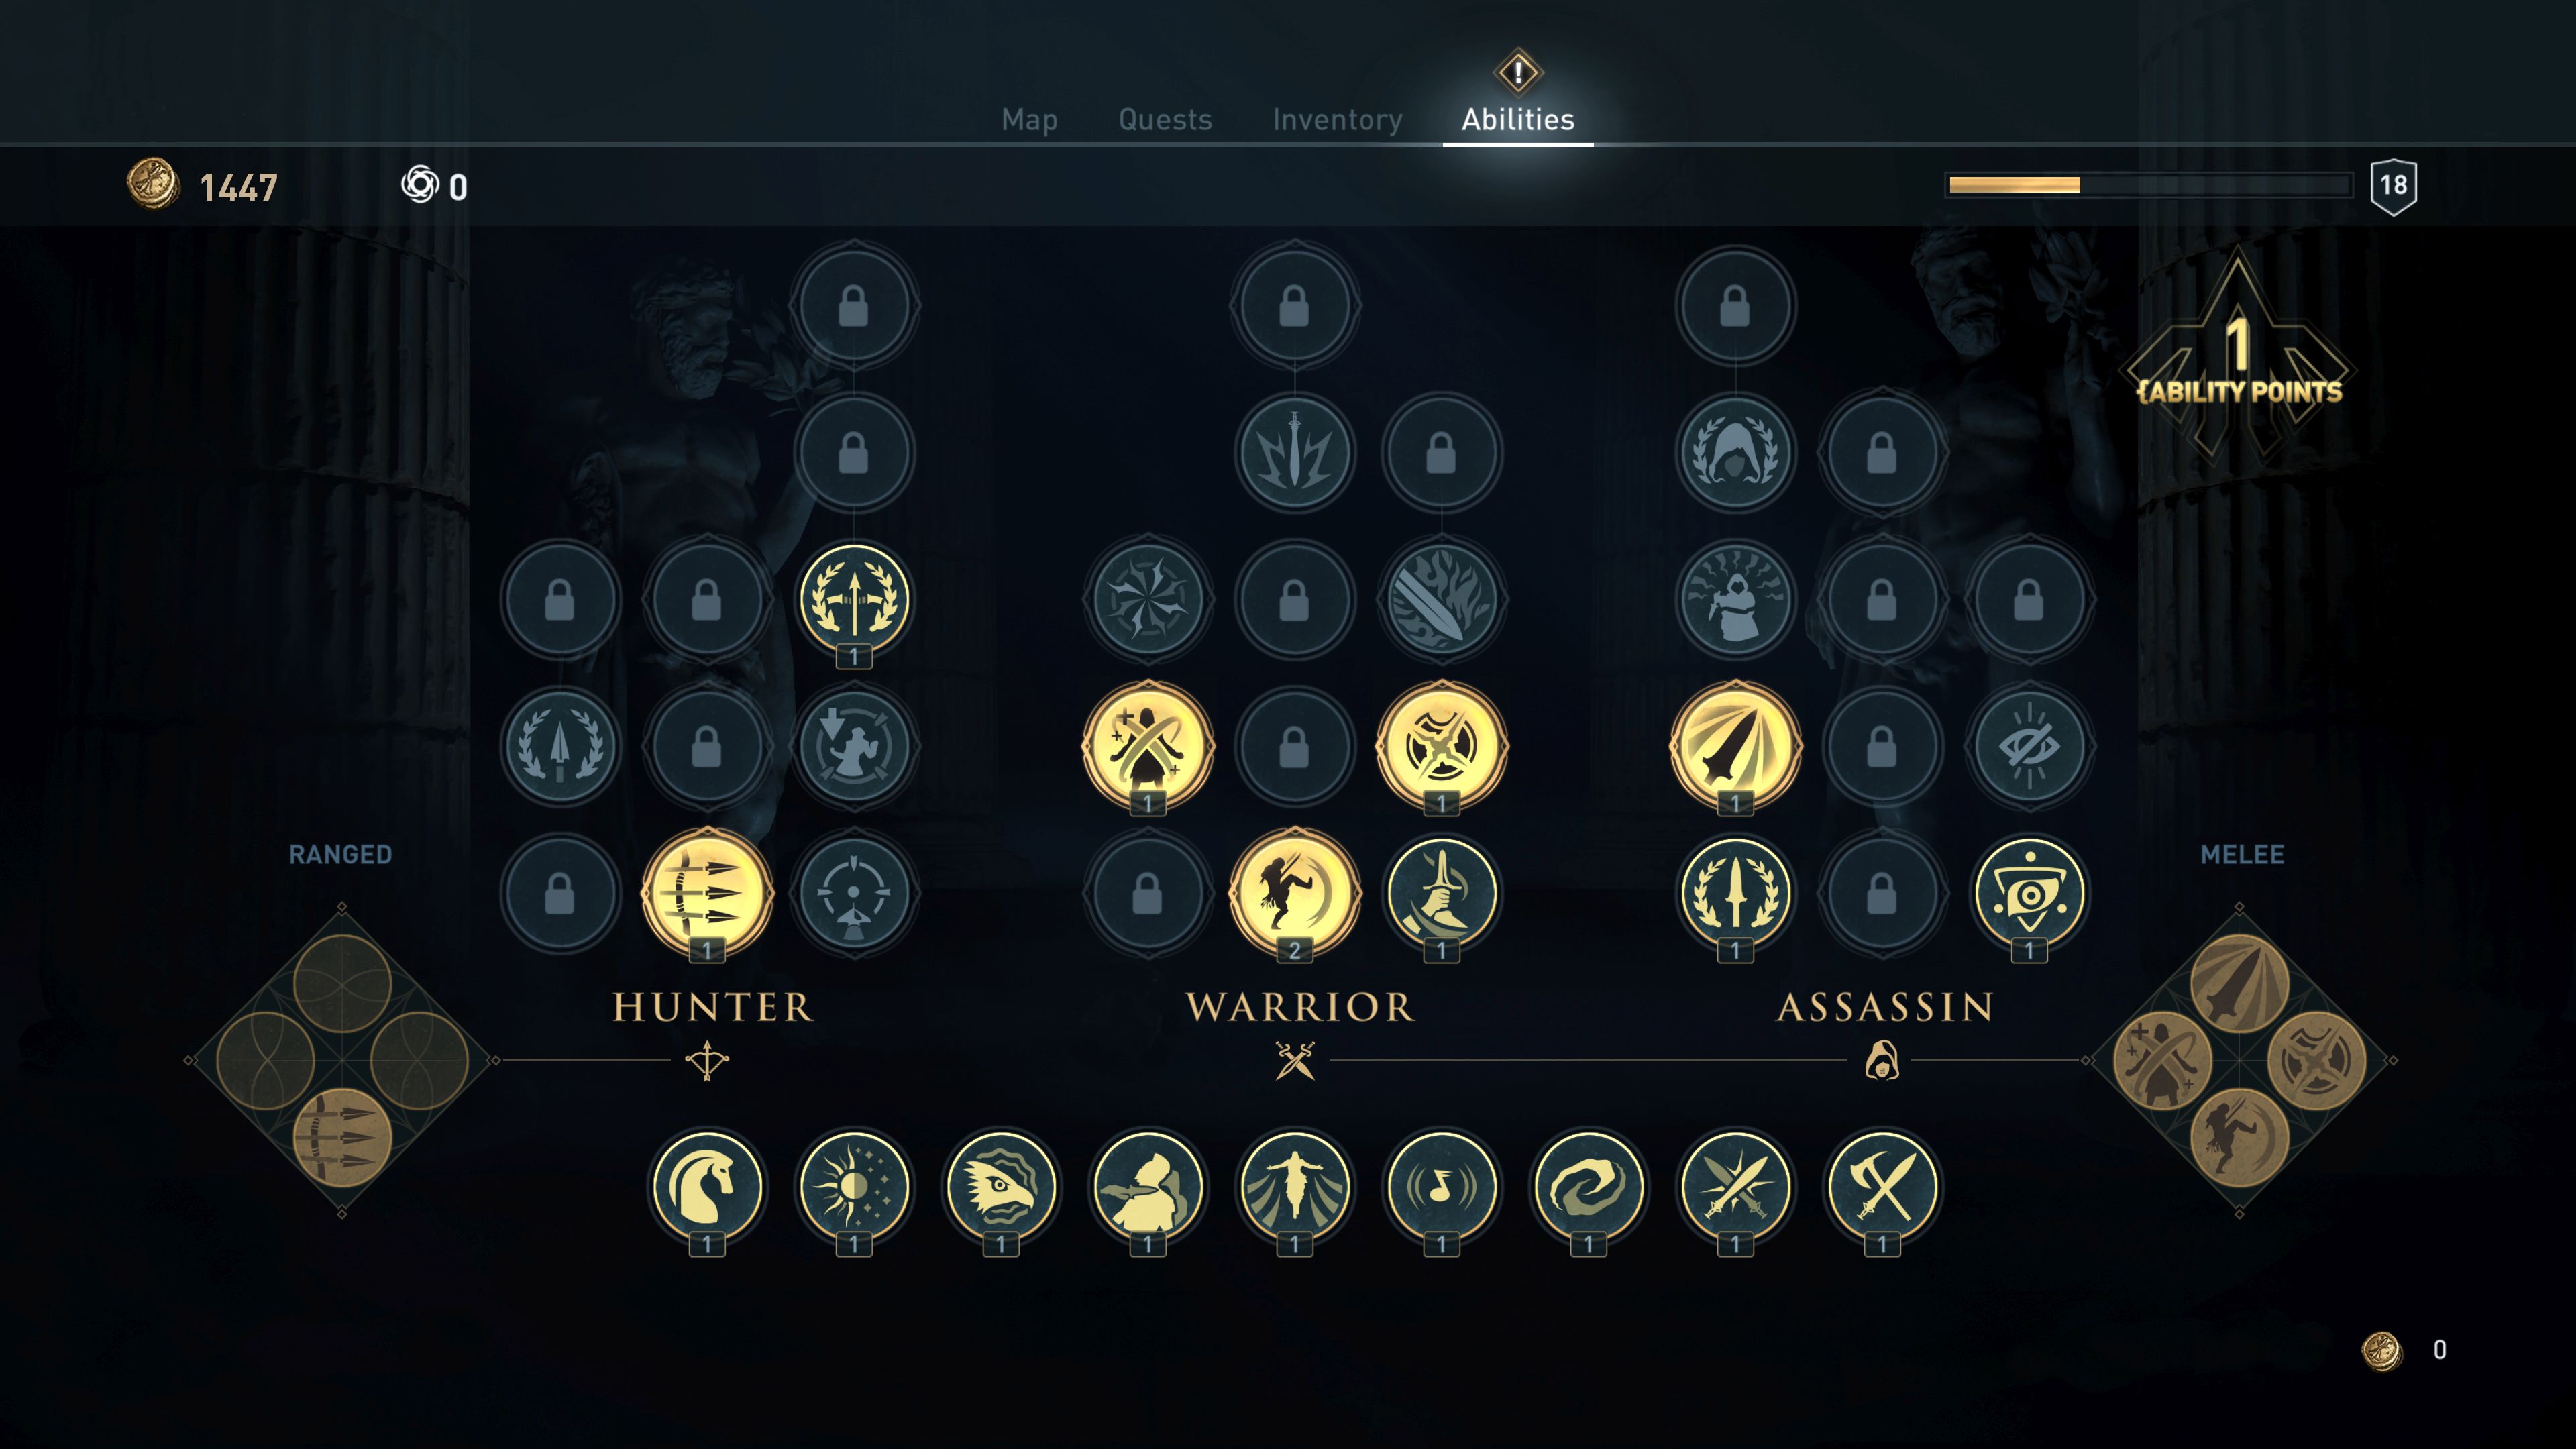 Map Quests Inventory Abilities
1447 0 18
1
{ABILITY POINTS
1
1 1 1
RANGED MELEE
1 2 1 1 1
HUNTER WARRIOR ASSASSIN
1 1 1 1 1 1 1 1 1
0